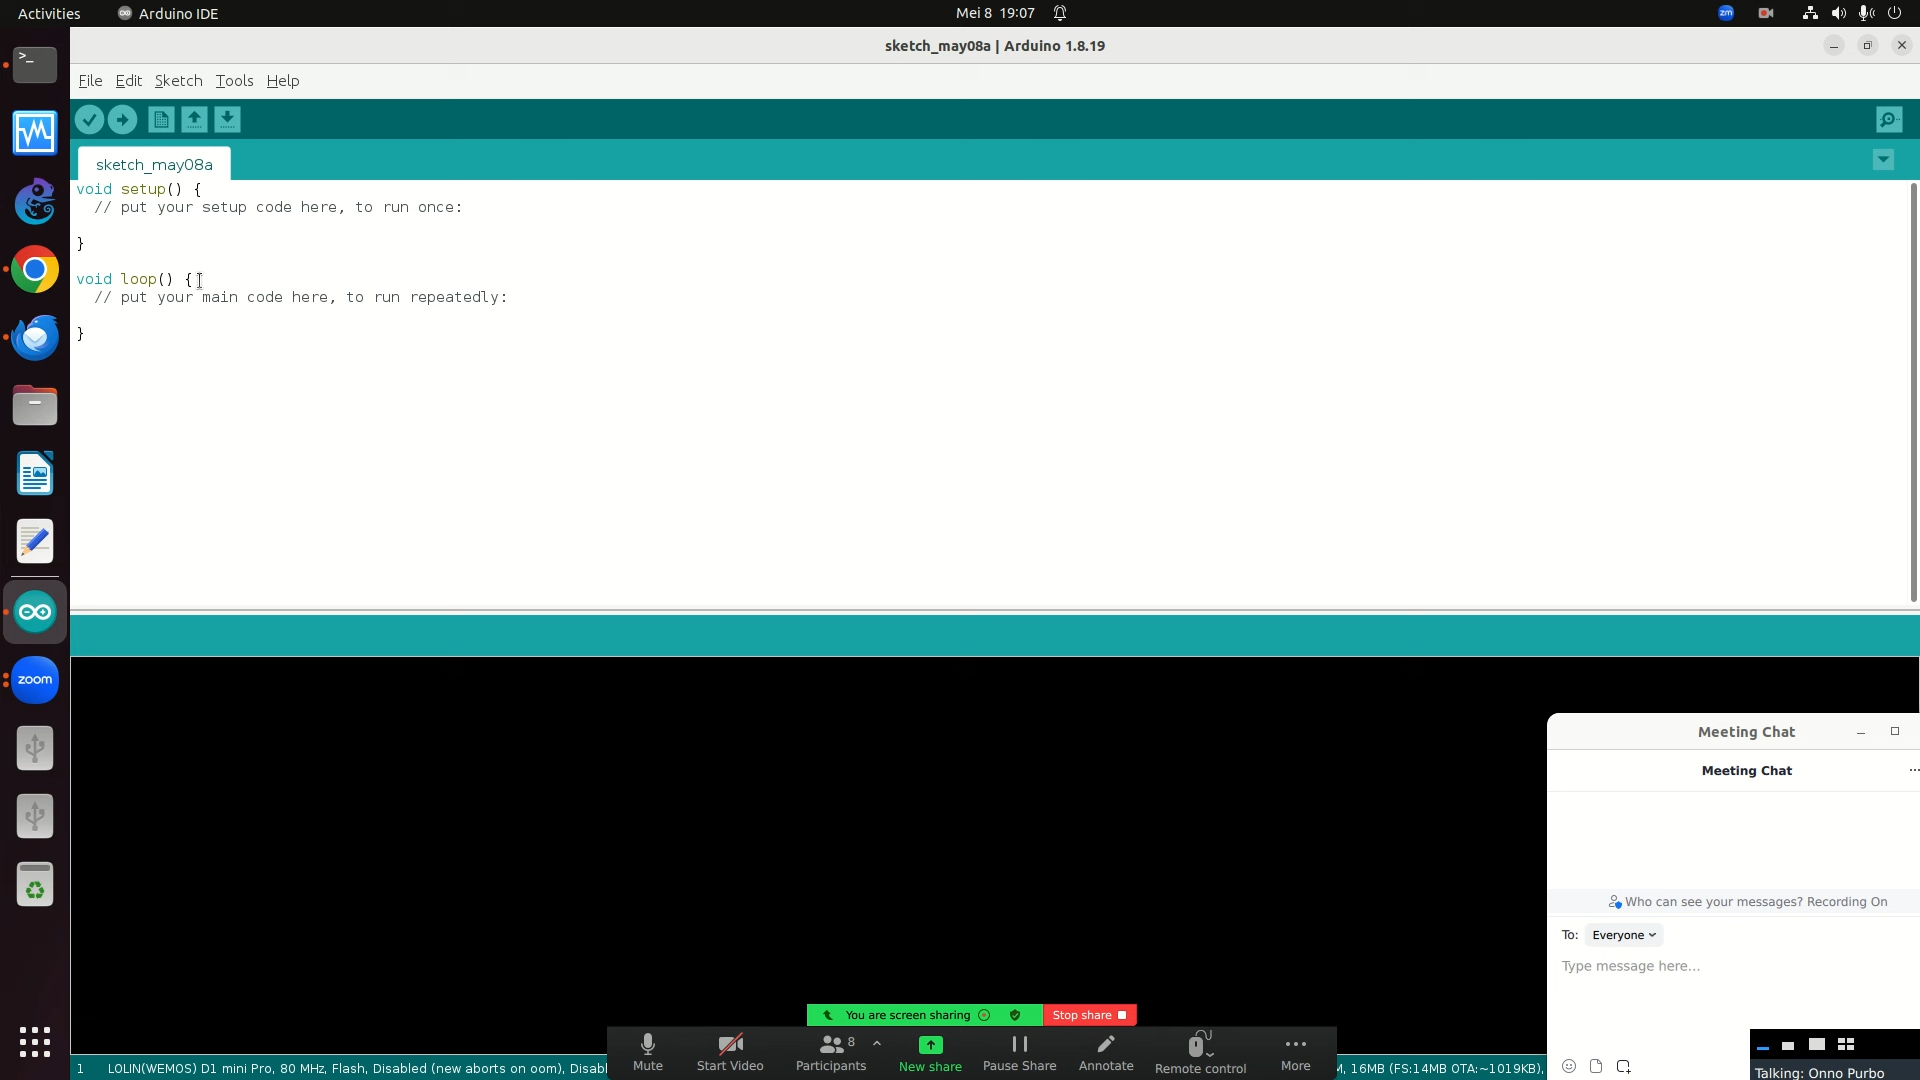 Activities
Arduino IDE
Mei 8 19:07
zm
sketch_may08a | Arduino 1.8.19
File Edit Sketch Tools Help
sketch_may08a
void setup() {
// put your setup code here, to run once:
}
void loop() {
// put your main code here, to run repeatedly:
}
zoom
Meeting Chat
Meeting Chat
Who can see your messages? Recording On
To: Everyone
Type message here...
You are screen sharing
Stop share
8
Mute
Start Video
Participants
New share
Pause Share
Annotate
Remote control
More
1 LOLIN(WEMOS) D1 mini Pro, 80 MHz, Flash, Disabled (new aborts on oom),
16MB (FS:14MB OTA:~1019KB),
Talking: Onno Purbo